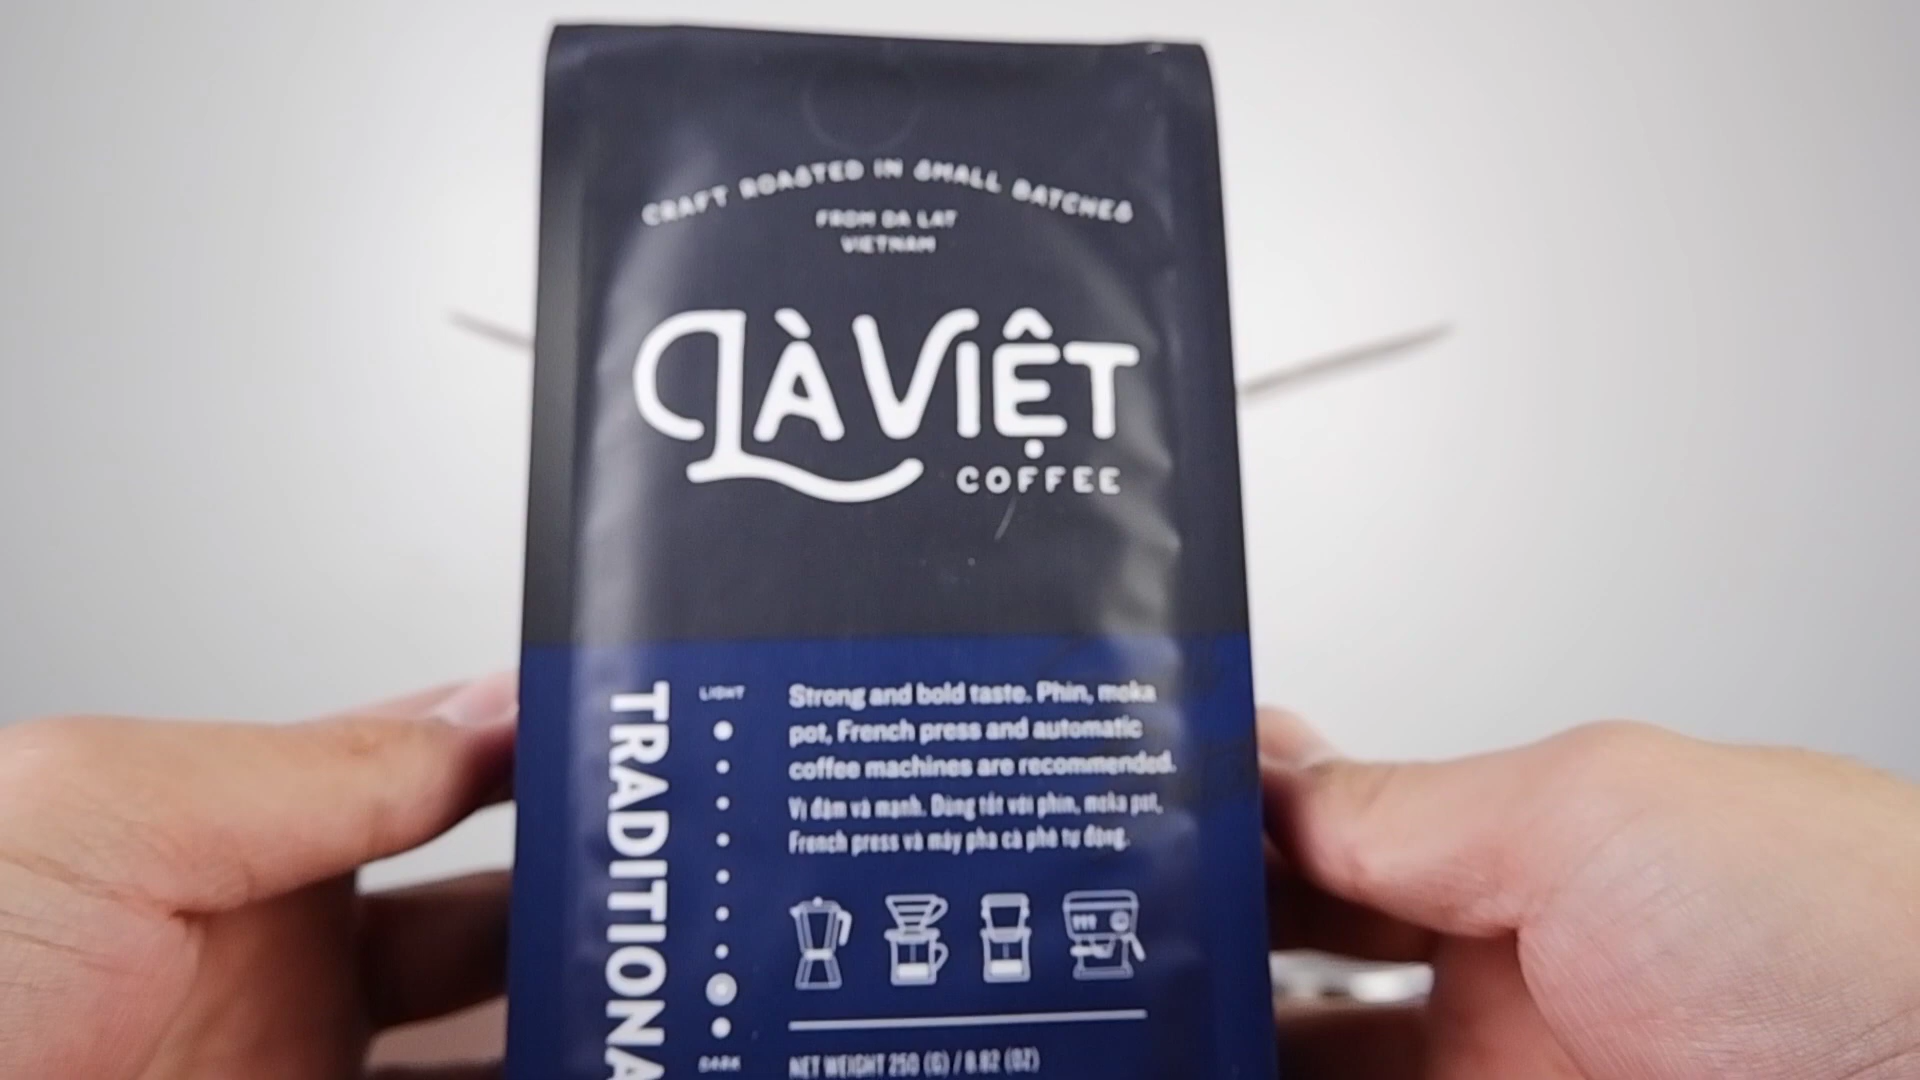 CRAFT ROASTED IN SMALL BATCHES
FROM DA LAT
VIETNAM
LÀ VIỆT
COFFEE
TRADITIONA
LIGHT
DARK
Strong and bold taste. Phin, moka
pot, French press and automatic
coffee machines are recommended.
Vị đậm và mạnh. Dùng tốt với phin, moka pot,
French press và máy pha cà phê tự động.
NET WEIGHT 250 (G) / 8.82 (OZ)